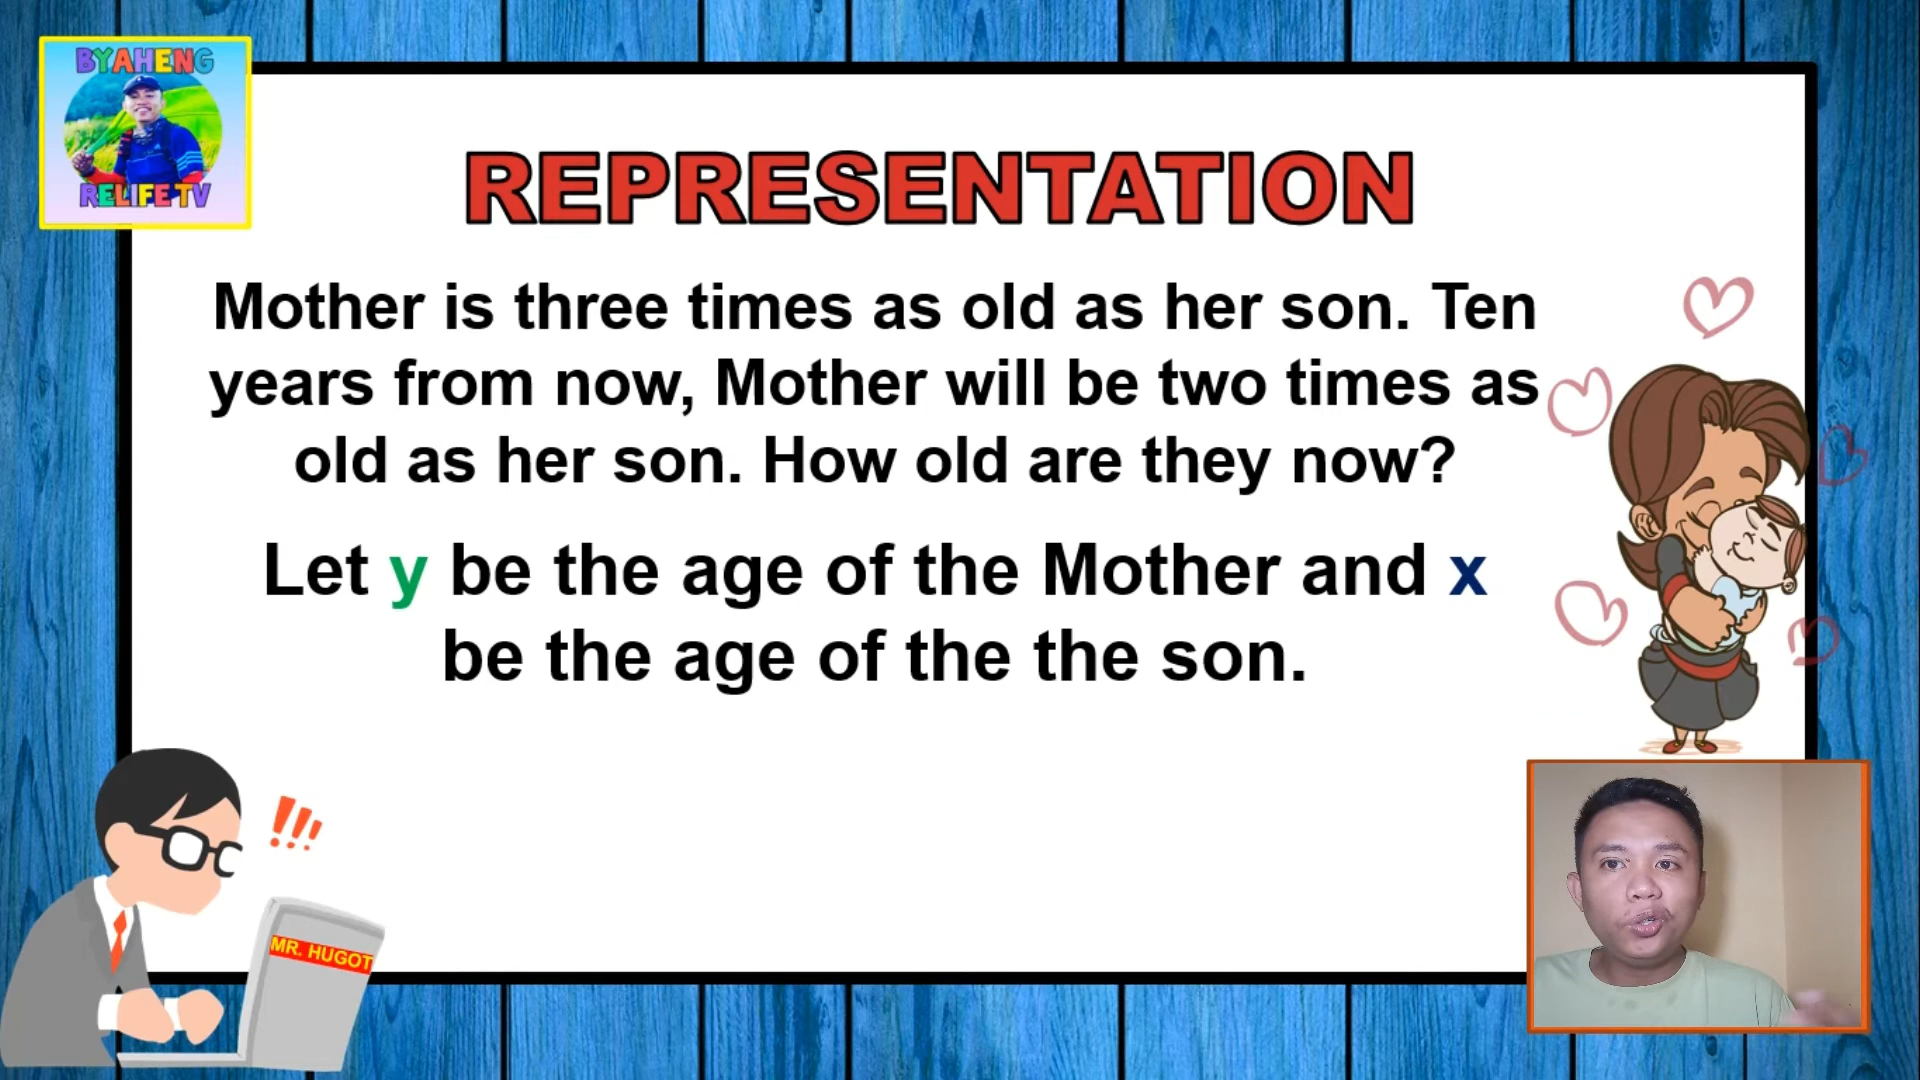 BYAHENG
RELIFE TV
REPRESENTATION
Mother is three times as old as her son. Ten
years from now, Mother will be two times as
old as her son. How old are they now?
Let y be the age of the Mother and x
be the age of the the son.
!!!
MR. HUGOT